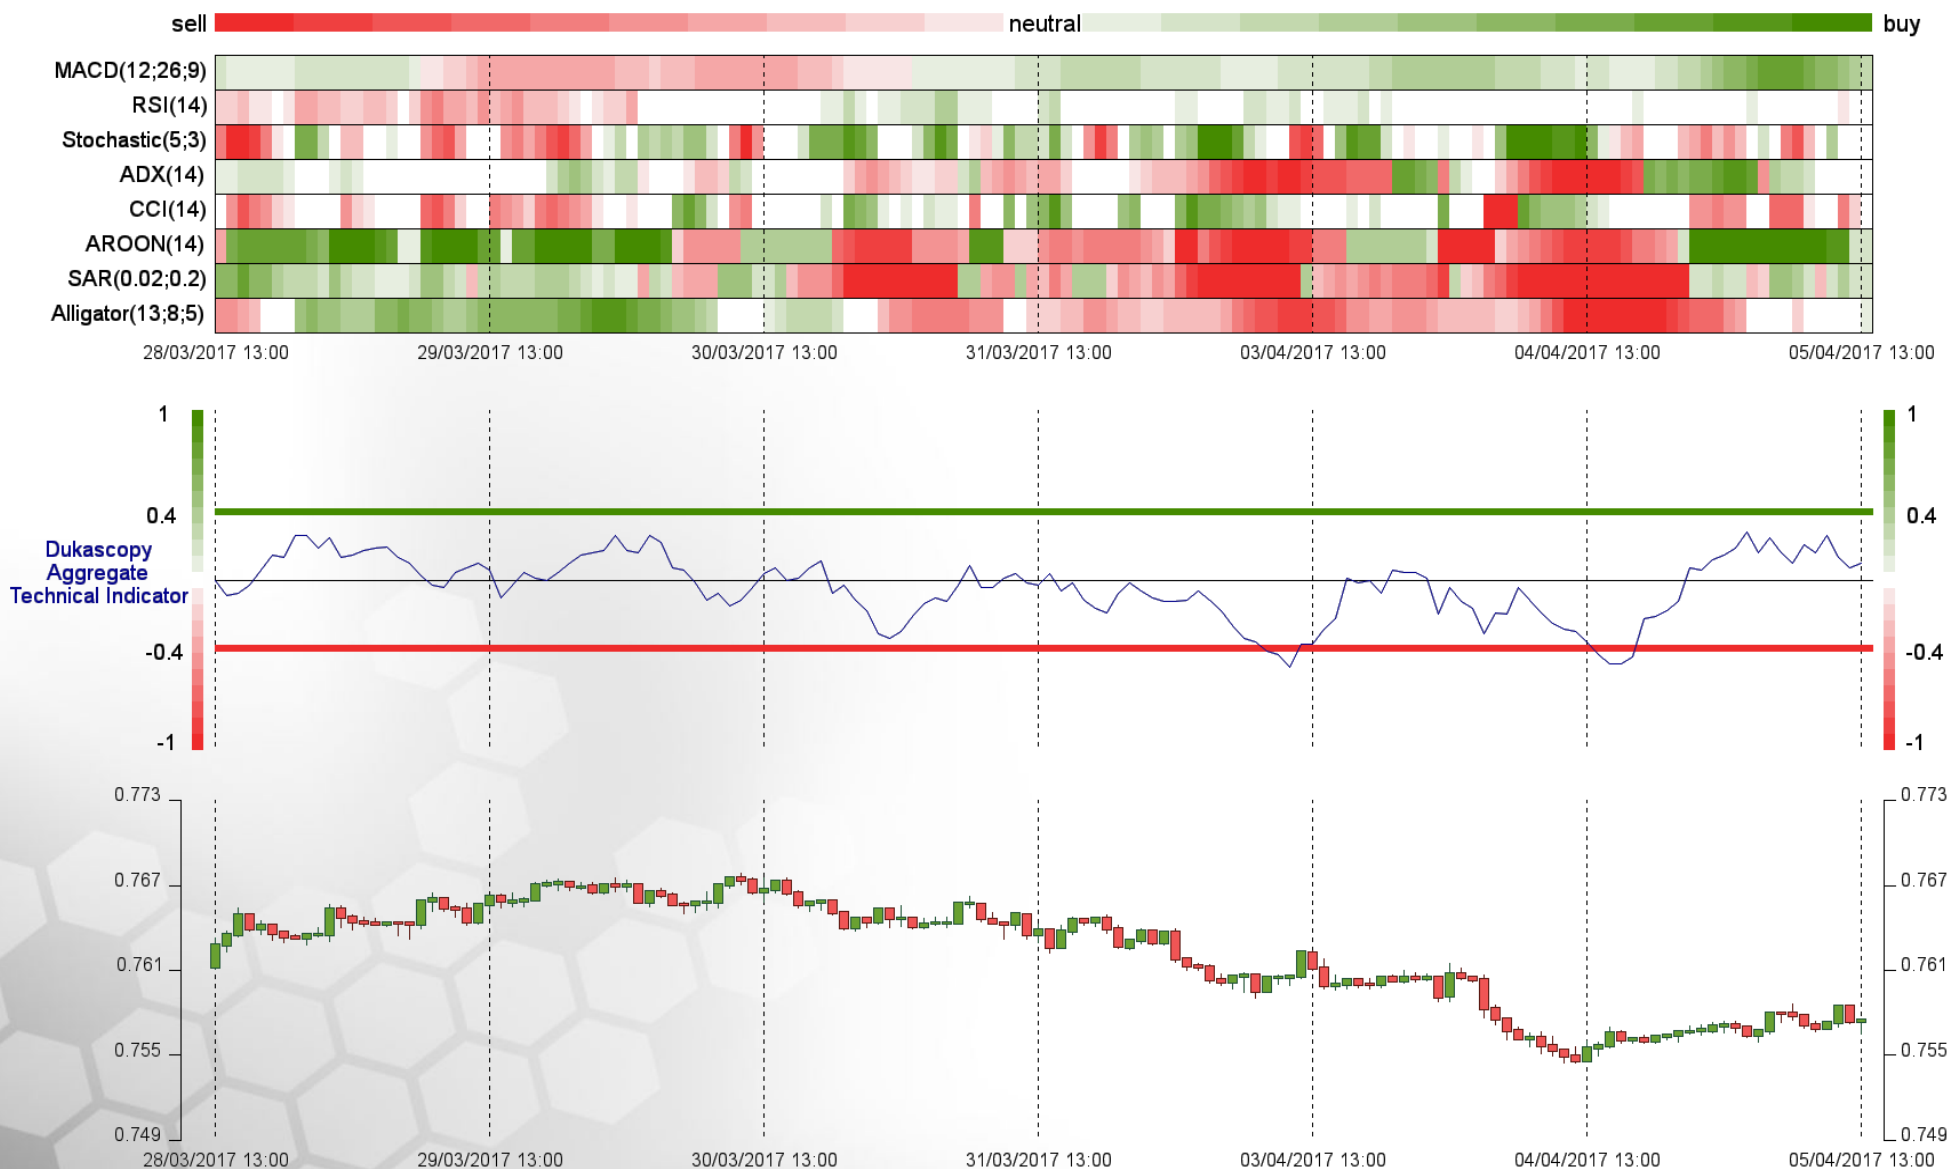 sell neutral buy
MACD(12;26;9)
RSI(14)
Stochastic(5;3)
ADX(14)
CCI(14)
AROON(14)
SAR(0.02;0.2)
Alligator(13;8;5)
28/03/2017 13:00 29/03/2017 13:00 30/03/2017 13:00 31/03/2017 13:00 03/04/2017 13:00 04/04/2017 13:00 05/04/2017 13:00
1 1
0.4 0.4
Dukascopy
Aggregate
Technical Indicator
-0.4 -0.4
-1 -1
0.773 0.773
0.767 0.767
0.761 0.761
0.755 0.755
0.749 0.749
28/03/2017 13:00 29/03/2017 13:00 30/03/2017 13:00 31/03/2017 13:00 03/04/2017 13:00 04/04/2017 13:00 05/04/2017 13:00